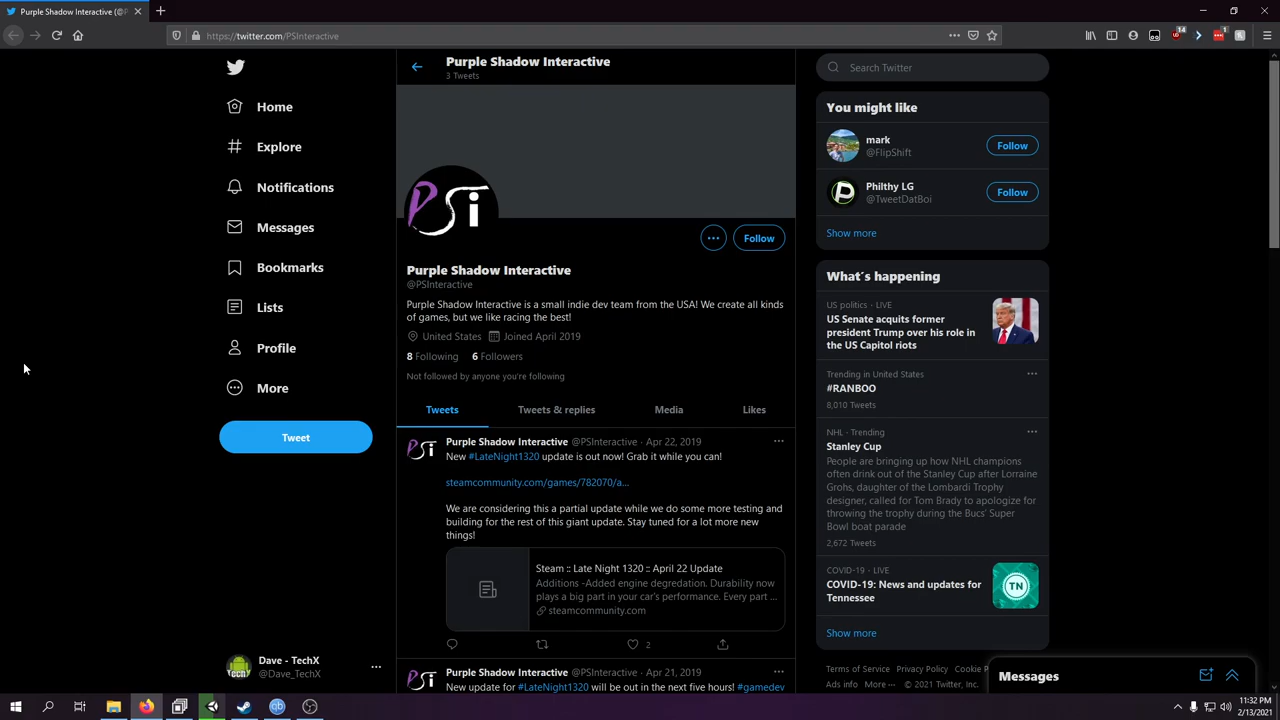 Purple Shadow Interactive (@P
https://twitter.com/PSInteractive
14
1
Home
Explore
Notifications
Messages
Bookmarks
Lists
Profile
More
Tweet
Dave - TechX
@Dave_TechX
Purple Shadow Interactive
3 Tweets
PSi
Follow
Purple Shadow Interactive
@PSInteractive
Purple Shadow Interactive is a small indie dev team from the USA! We create all kinds
of games, but we like racing the best!
United States Joined April 2019
8 Following 6 Followers
Not followed by anyone you're following
Tweets Tweets & replies Media Likes
PSi
Purple Shadow Interactive @PSInteractive · Apr 22, 2019
New #LateNight1320 update is out now! Grab it while you can!
steamcommunity.com/games/782070/a...
We are considering this a partial update while we do some more testing and
building for the rest of this giant update. Stay tuned for a lot more new
things!
Steam :: Late Night 1320 :: April 22 Update
Additions -Added engine degredation. Durability now
plays a big part in your car's performance. Every part ...
steamcommunity.com
2
PSi
Purple Shadow Interactive @PSInteractive · Apr 21, 2019
New update for #LateNight1320 will be out in the next five hours! #gamedev
Search Twitter
You might like
mark
@FlipShift
Follow
Philthy LG
@TweetDatBoi
Follow
Show more
What's happening
US politics · LIVE
US Senate acquits former
president Trump over his role in
the US Capitol riots
Trending in United States
#RANBOO
8,010 Tweets
NHL · Trending
Stanley Cup
People are bringing up how NHL champions
often drink out of the Stanley Cup after Lorraine
Grohs, daughter of the Lombardi Trophy
designer, called for Tom Brady to apologize for
throwing the trophy during the Bucs' Super
Bowl boat parade
2,672 Tweets
COVID-19 · LIVE
COVID-19: News and updates for
Tennessee
TN
Show more
Terms of Service Privacy Policy Cookie P
Ads info More ··· © 2021 Twitter, Inc.
Messages
11:32 PM
2/13/2021